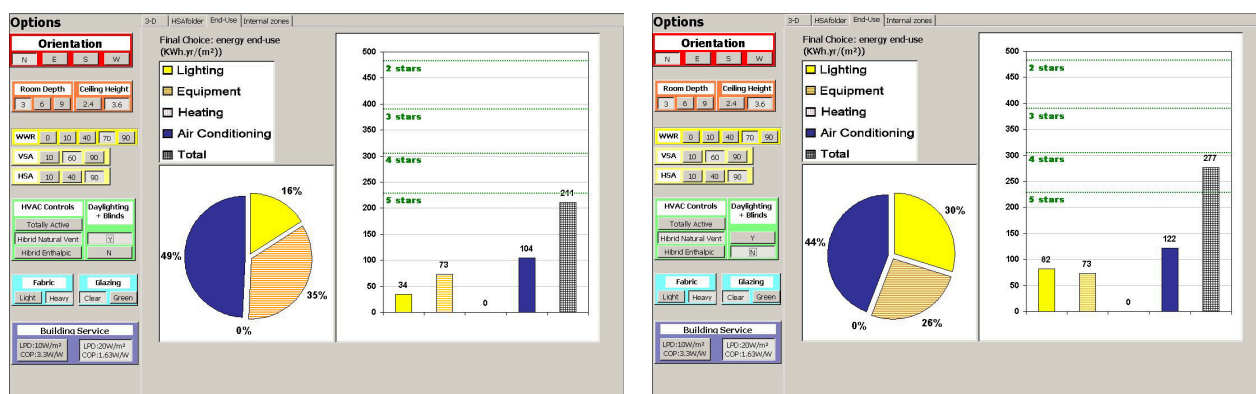 Options
3-D HSAfolder End-Use Internal zones
Orientation
N E S W
Room Depth Ceiling Height
3 6 9 2.4 3.6
WWR 0 10 40 70 90
VSA 10 60 90
HSA 10 40 90
HVAC Controls Daylighting + Blinds
Totally Active
Hibrid Natural Vent Y
Hibrid Enthalpic N
Fabric Glazing
Light Heavy Clear Green
Building Service
LPD:10W/m² LPD:20W/m²
COP:3.3W/W COP:1.63W/W
Final Choice: energy end-use
(KWh.yr/(m²))
Lighting
Equipment
Heating
Air Conditioning
Total
16%
49%
35%
0%
500
2 stars
450
400
3 stars
350
300
4 stars
250
211
200
5 stars
150
104
100
73
50
34
0
0
Options
3-D HSAfolder End-Use Internal zones
Orientation
N E S W
Room Depth Ceiling Height
3 6 9 2.4 3.6
WWR 0 10 40 70 90
VSA 10 60 90
HSA 10 40 90
HVAC Controls Daylighting + Blinds
Totally Active
Hibrid Natural Vent Y
Hibrid Enthalpic N
Fabric Glazing
Light Heavy Clear Green
Building Service
LPD:10W/m² LPD:20W/m²
COP:3.3W/W COP:1.63W/W
Final Choice: energy end-use
(KWh.yr/(m²))
Lighting
Equipment
Heating
Air Conditioning
Total
30%
44%
26%
0%
500
2 stars
450
400
3 stars
350
300
4 stars
277
250
200
5 stars
150
122
100
82
73
50
0
0